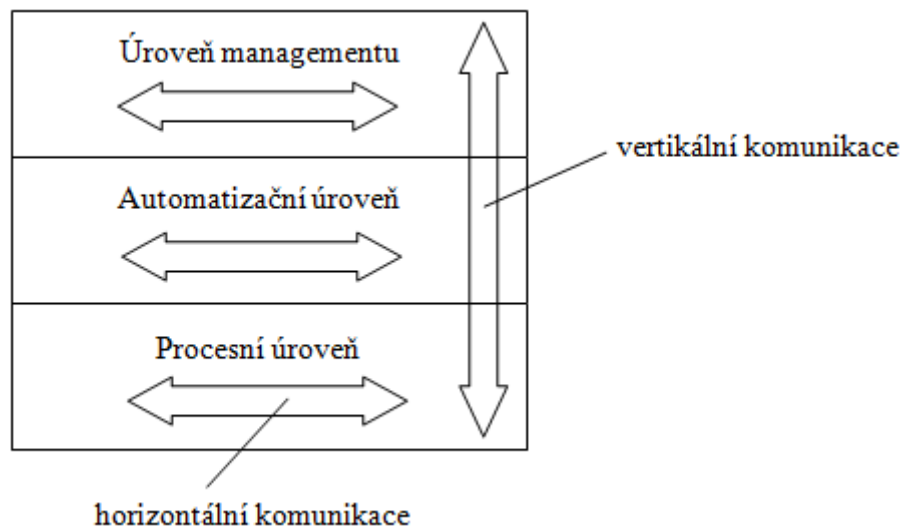 Úroveň managementu
vertikální komunikace
Automatizační úroveň
Procesní úroveň
horizontální komunikace